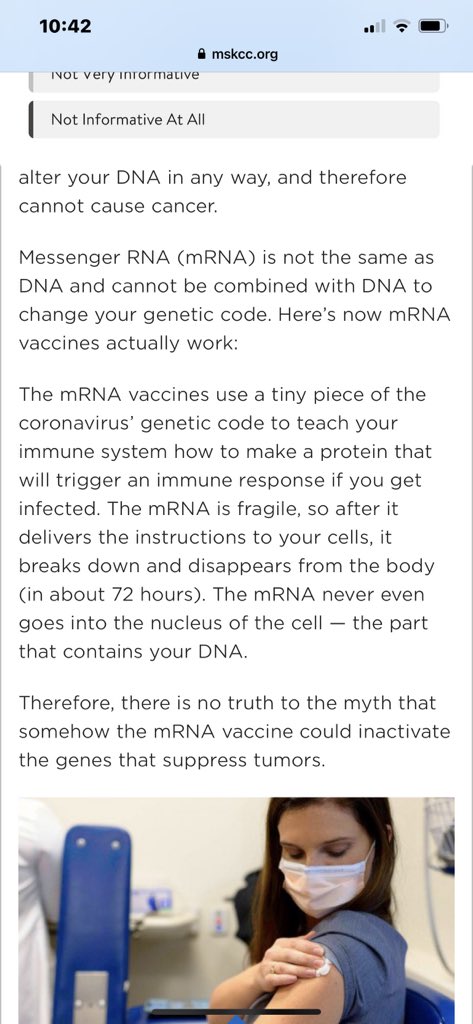 10:42
mskcc.org
Not Very Informative
Not Informative At All
alter your DNA in any way, and therefore
cannot cause cancer.
Messenger RNA (mRNA) is not the same as
DNA and cannot be combined with DNA to
change your genetic code. Here's now mRNA
vaccines actually work:
The mRNA vaccines use a tiny piece of the
coronavirus' genetic code to teach your
immune system how to make a protein that
will trigger an immune response if you get
infected. The mRNA is fragile, so after it
delivers the instructions to your cells, it
breaks down and disappears from the body
(in about 72 hours). The mRNA never even
goes into the nucleus of the cell — the part
that contains your DNA.
Therefore, there is no truth to the myth that
somehow the mRNA vaccine could inactivate
the genes that suppress tumors.